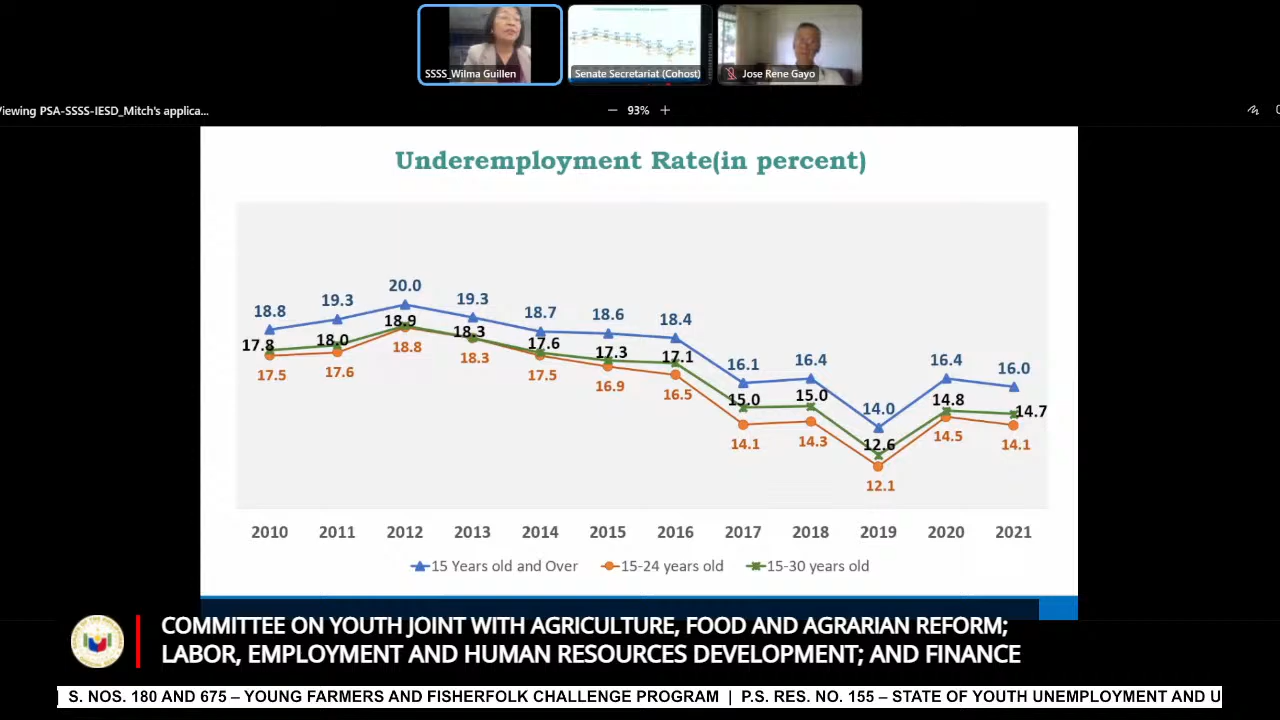 SSSS_Wilma Guillen
Senate Secretariat (Cohost)
Jose Rene Gayo
Viewing PSA-SSSS-IESD_Mitch's applica...
93%
Underemployment Rate(in percent)
18.8 19.3 20.0 19.3 18.7 18.6 18.4 16.1 16.4 14.0 16.4 16.0
17.8 18.0 18.9 18.3 17.6 17.3 17.1 15.0 15.0 12.6 14.8 14.7
17.5 17.6 18.8 18.3 17.5 16.9 16.5 14.1 14.3 12.1 14.5 14.1
2010 2011 2012 2013 2014 2015 2016 2017 2018 2019 2020 2021
15 Years old and Over 15-24 years old 15-30 years old
COMMITTEE ON YOUTH JOINT WITH AGRICULTURE, FOOD AND AGRARIAN REFORM;
LABOR, EMPLOYMENT AND HUMAN RESOURCES DEVELOPMENT; AND FINANCE
S. NOS. 180 AND 675 – YOUNG FARMERS AND FISHERFOLK CHALLENGE PROGRAM | P.S. RES. NO. 155 – STATE OF YOUTH UNEMPLOYMENT AND U